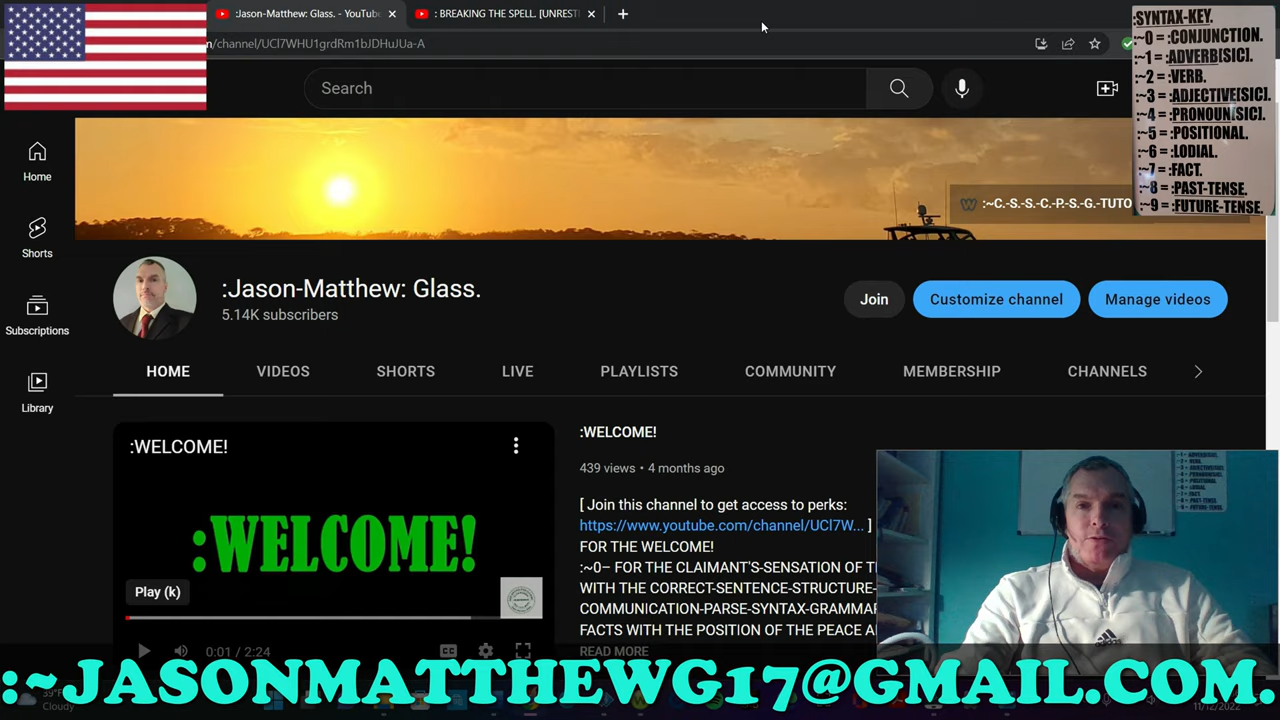 :Jason-Matthew: Glass. - YouTube
: BREAKING THE SPELL. [UNREST
/channel/UCl7WHU1grdRm1bJDHuJUa-A
:SYNTAX-KEY.
:~0 = :CONJUNCTION.
:~1 = :ADVERB[SIC].
:~2 = :VERB.
:~3 = :ADJECTIVE[SIC].
:~4 = :PRONOUN[SIC].
:~5 = :POSITIONAL.
:~6 = :LODIAL.
:~7 = :FACT.
:~8 = :PAST-TENSE.
:~9 = :FUTURE-TENSE.
Search
Home
Shorts
Subscriptions
Library
:~C.-S.-S.-C.-P.-S.-G.-TUTO
:Jason-Matthew: Glass.
5.14K subscribers
Join
Customize channel
Manage videos
HOME VIDEOS SHORTS LIVE PLAYLISTS COMMUNITY MEMBERSHIP CHANNELS
:WELCOME!
:WELCOME!
Play (k)
0:01 / 2:24
:WELCOME!
439 views • 4 months ago
[ Join this channel to get access to perks:
https://www.youtube.com/channel/UCl7W... ]
FOR THE WELCOME!
:~0– FOR THE CLAIMANT'S-SENSATION OF T
WITH THE CORRECT-SENTENCE-STRUCTURE-
COMMUNICATION-PARSE-SYNTAX-GRAMMAR
FACTS WITH THE POSITION OF THE PEACE A
READ MORE
:~JASONMATTHEWG17@GMAIL.COM.
39°F
Cloudy
11/12/2022